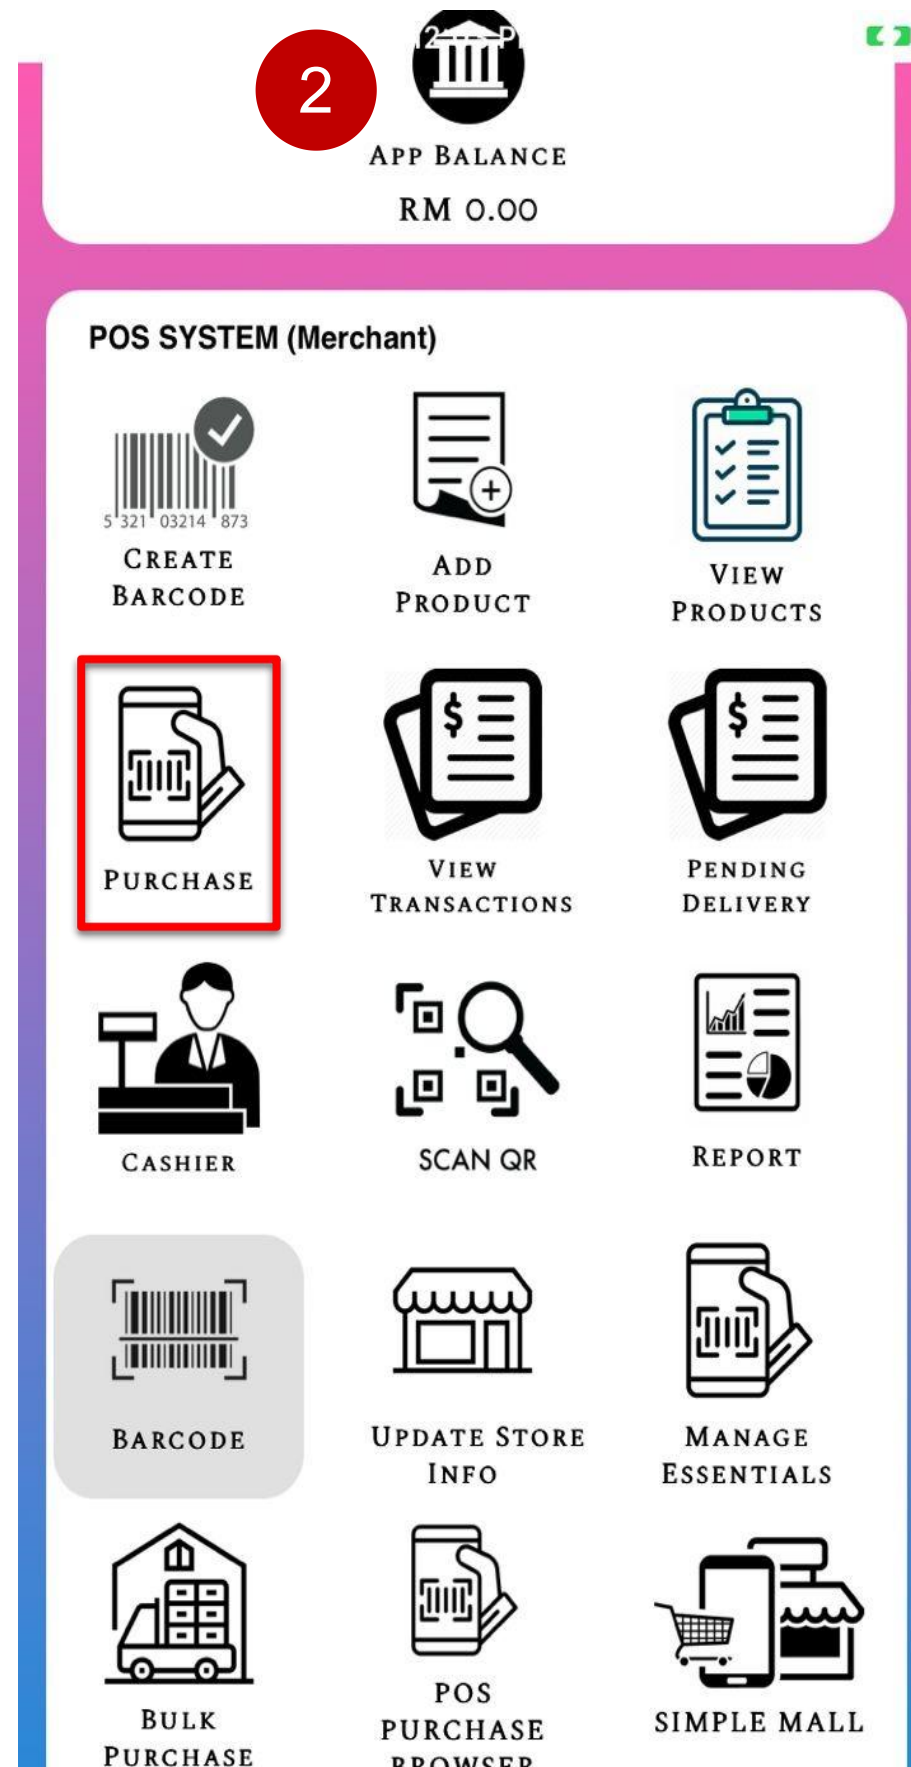 2
APP BALANCE
RM 0.00
POS SYSTEM (Merchant)
5 321 03214 873
CREATE
BARCODE
ADD
PRODUCT
VIEW
PRODUCTS
$
$
PURCHASE
VIEW
TRANSACTIONS
PENDING
DELIVERY
CASHIER
SCAN QR
REPORT
BARCODE
UPDATE STORE
INFO
MANAGE
ESSENTIALS
BULK
PURCHASE
POS
PURCHASE
BROWSER
SIMPLE MALL